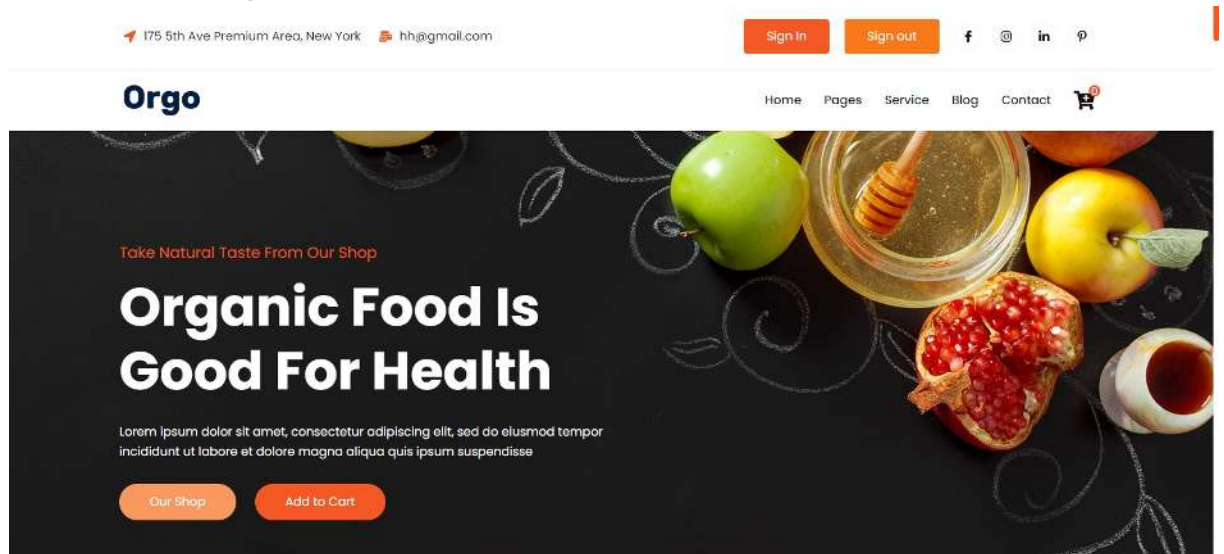 175 5th Ave Premium Area, New York hh@gmail.com Sign In Sign out
Orgo Home Pages Service Blog Contact 0
Take Natural Taste From Our Shop
Organic Food Is
Good For Health
Lorem ipsum dolor sit amet, consectetur adipiscing elit, sed do eiusmod tempor
incididunt ut labore et dolore magna aliqua quis ipsum suspendisse
Our Shop Add to Cart